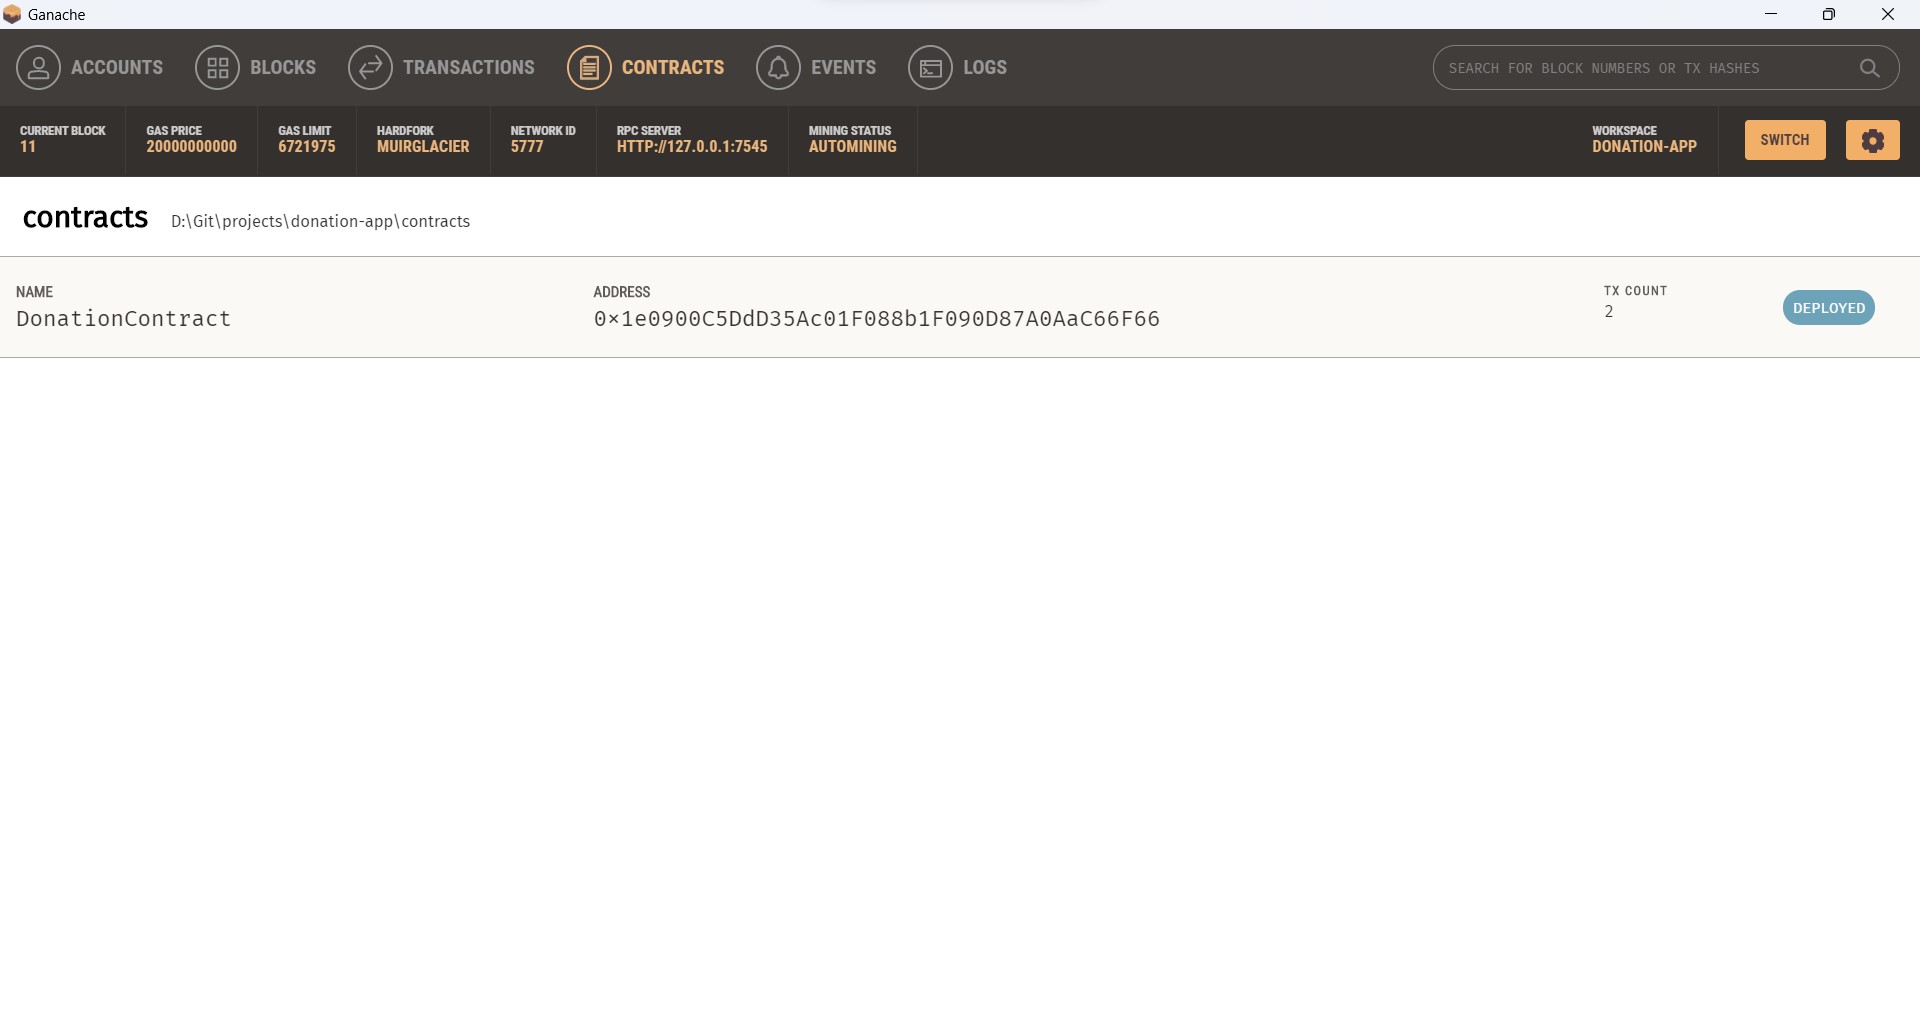 Ganache
ACCOUNTS BLOCKS TRANSACTIONS CONTRACTS EVENTS LOGS SEARCH FOR BLOCK NUMBERS OR TX HASHES
CURRENT BLOCK GAS PRICE GAS LIMIT HARDFORK NETWORK ID RPC SERVER MINING STATUS WORKSPACE
11 20000000000 6721975 MUIRGLACIER 5777 HTTP://127.0.0.1:7545 AUTOMINING DONATION-APP SWITCH
contracts D:\Git\projects\donation-app\contracts
NAME ADDRESS TX COUNT
DonationContract 0×1e0900C5DdD35Ac01F088b1F090D87A0AaC66F66 2 DEPLOYED